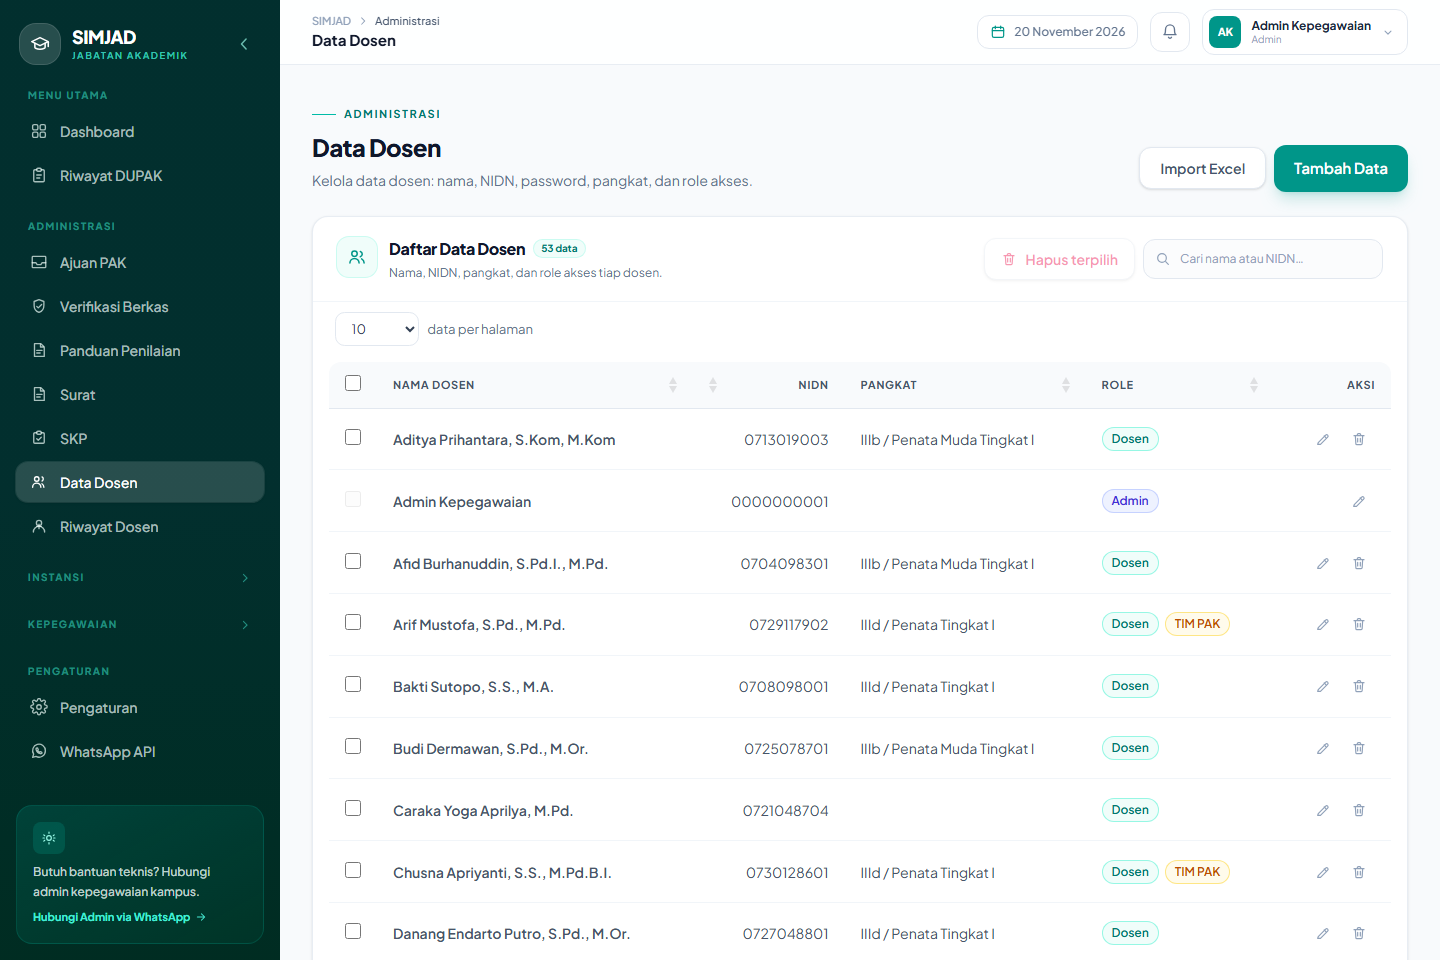 SIMJAD
JABATAN AKADEMIK
MENU UTAMA
Dashboard
Riwayat DUPAK
ADMINISTRASI
Ajuan PAK
Verifikasi Berkas
Panduan Penilaian
Surat
SKP
Data Dosen
Riwayat Dosen
INSTANSI
KEPEGAWAIAN
PENGATURAN
Pengaturan
WhatsApp API
Butuh bantuan teknis? Hubungi
admin kepegawaian kampus.
Hubungi Admin via WhatsApp →
SIMJAD > Administrasi
Data Dosen
20 November 2026
AK
Admin Kepegawaian
Admin
ADMINISTRASI
Data Dosen
Kelola data dosen: nama, NIDN, password, pangkat, dan role akses.
Import Excel
Tambah Data
Daftar Data Dosen 53 data
Nama, NIDN, pangkat, dan role akses tiap dosen.
Hapus terpilih
Cari nama atau NIDN...
10 data per halaman
NAMA DOSEN NIDN PANGKAT ROLE AKSI
Aditya Prihantara, S.Kom, M.Kom 0713019003 IIIb / Penata Muda Tingkat I Dosen
Admin Kepegawaian 0000000001 Admin
Afid Burhanuddin, S.Pd.I., M.Pd. 0704098301 IIIb / Penata Muda Tingkat I Dosen
Arif Mustofa, S.Pd., M.Pd. 0729117902 IIId / Penata Tingkat I Dosen TIM PAK
Bakti Sutopo, S.S., M.A. 0708098001 IIId / Penata Tingkat I Dosen
Budi Dermawan, S.Pd., M.Or. 0725078701 IIIb / Penata Muda Tingkat I Dosen
Caraka Yoga Aprilya, M.Pd. 0721048704 Dosen
Chusna Apriyanti, S.S., M.Pd.B.I. 0730128601 IIId / Penata Tingkat I Dosen TIM PAK
Danang Endarto Putro, S.Pd., M.Or. 0727048801 IIId / Penata Tingkat I Dosen